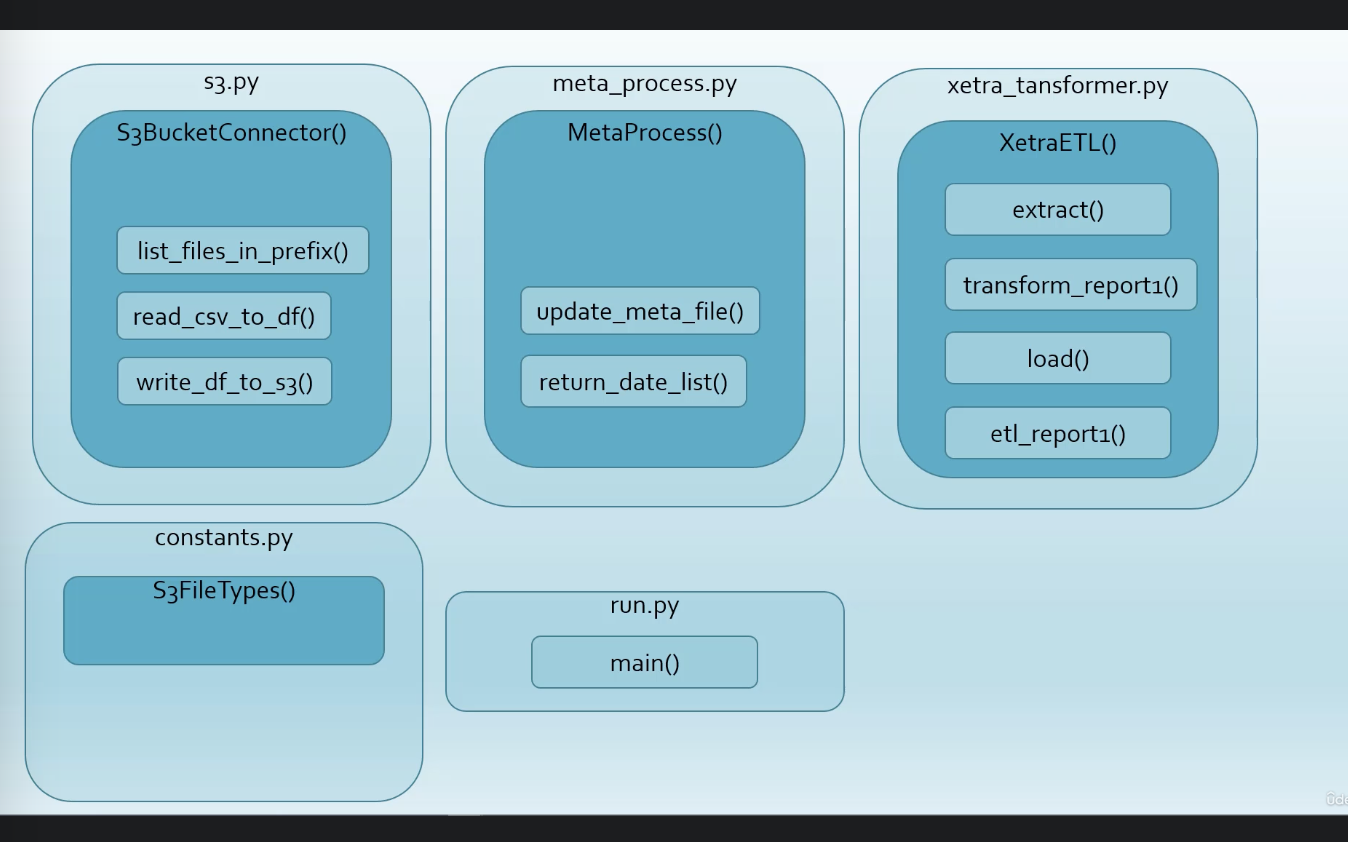 s3.py
S3BucketConnector()
list_files_in_prefix()
read_csv_to_df()
write_df_to_s3()
meta_process.py
MetaProcess()
update_meta_file()
return_date_list()
xetra_tansformer.py
XetraETL()
extract()
transform_report1()
load()
etl_report1()
constants.py
S3FileTypes()
run.py
main()